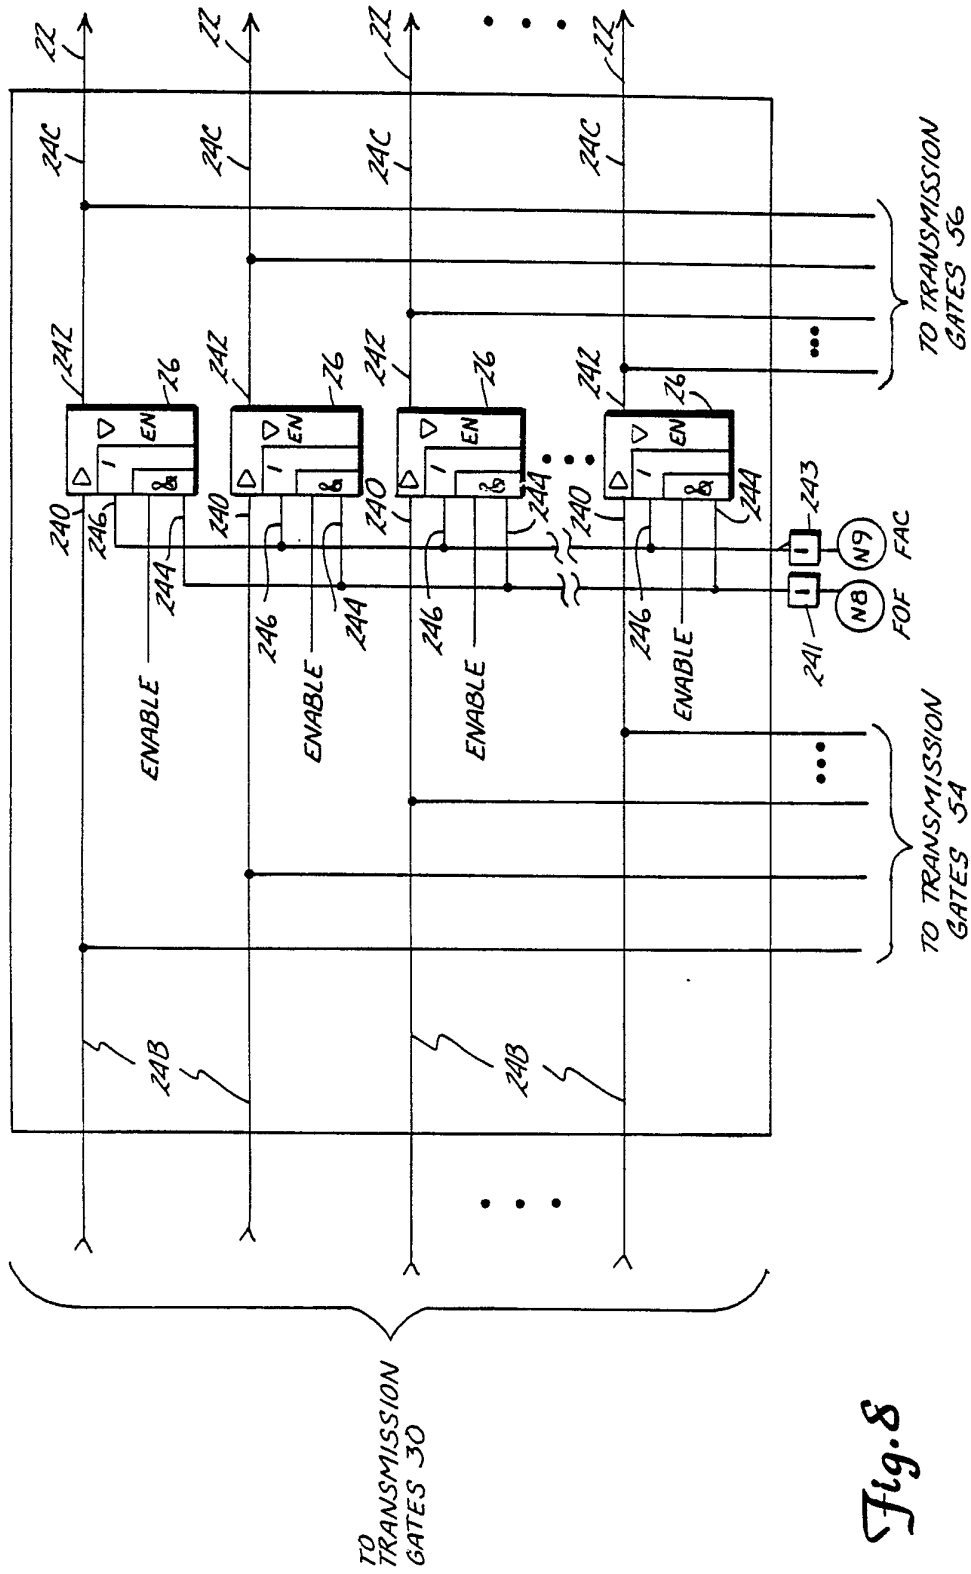 22
22
22
22
24C
24C
24C
24C
TO TRANSMISSION
GATES 56
242
242
242
242
26
26
26
26
▷
1
&
▽
EN
▷
1
&
▽
EN
▷
1
&
▽
EN
▷
1
&
▽
EN
240
240
240
240
246
246
246
246
244
244
244
244
ENABLE
ENABLE
ENABLE
ENABLE
1
243
N9
FAC
1
241
N8
FOF
TO TRANSMISSION
GATES 54
24B
24B
TO
TRANSMISSION
GATES 30
Fig. 8